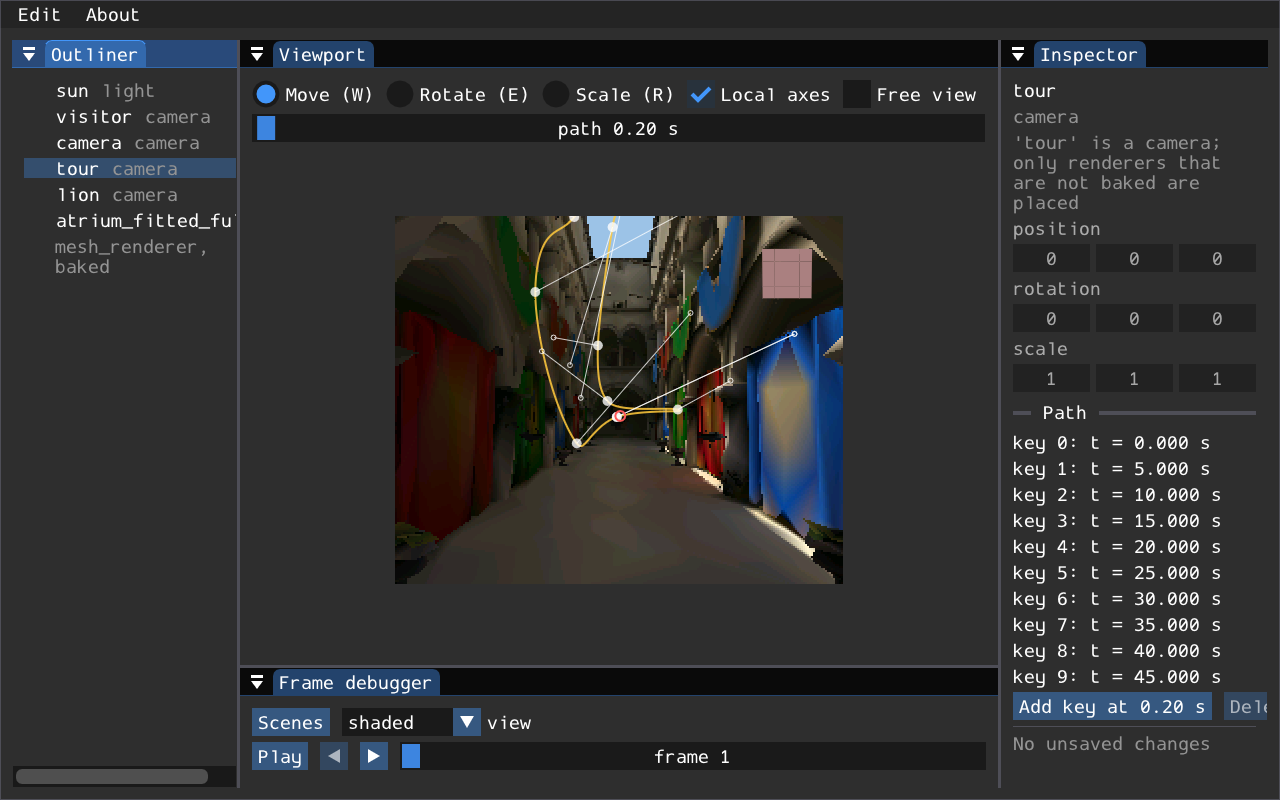 Edit About
Outliner
sun light
visitor camera
camera camera
tour camera
lion camera
atrium_fitted_ful
mesh_renderer,
baked
Viewport
Move (W) Rotate (E) Scale (R) Local axes Free view
path 0.20 s
Frame debugger
Scenes shaded view
Play frame 1
Inspector
tour
camera
'tour' is a camera;
only renderers that
are not baked are
placed
position
0 0 0
rotation
0 0 0
scale
1 1 1
Path
key 0: t = 0.000 s
key 1: t = 5.000 s
key 2: t = 10.000 s
key 3: t = 15.000 s
key 4: t = 20.000 s
key 5: t = 25.000 s
key 6: t = 30.000 s
key 7: t = 35.000 s
key 8: t = 40.000 s
key 9: t = 45.000 s
Add key at 0.20 s Dele
No unsaved changes